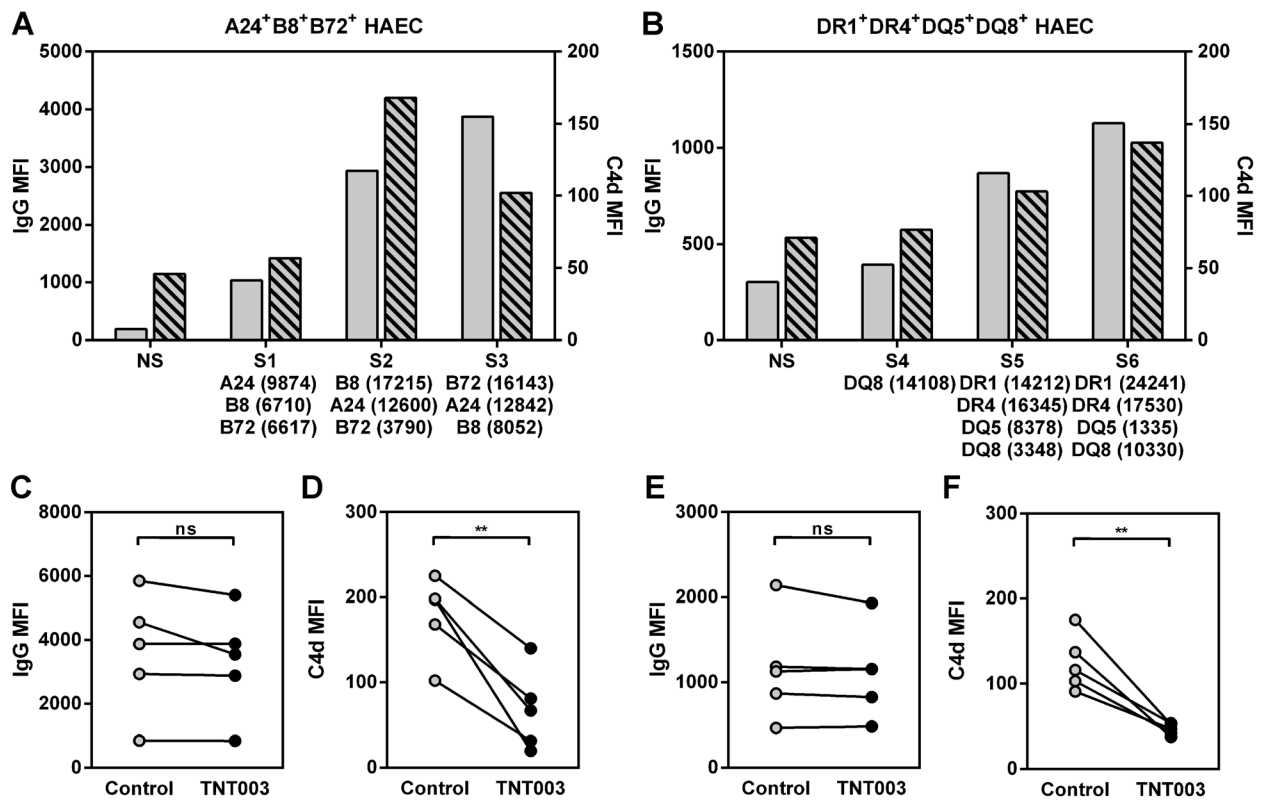 A
A24⁺B8⁺B72⁺ HAEC
5000
4000
3000
2000
1000
0
IgG MFI
200
150
100
50
0
C4d MFI
NS S1 S2 S3
A24 (9874) B8 (17215) B72 (16143)
B8 (6710) A24 (12600) A24 (12842)
B72 (6617) B72 (3790) B8 (8052)
B
DR1⁺DR4⁺DQ5⁺DQ8⁺ HAEC
1500
1000
500
0
IgG MFI
200
150
100
50
0
C4d MFI
NS S4 S5 S6
DQ8 (14108) DR1 (14212) DR1 (24241)
DR4 (16345) DR4 (17530)
DQ5 (8378) DQ5 (1335)
DQ8 (3348) DQ8 (10330)
C
8000
6000
4000
2000
0
IgG MFI
ns
Control TNT003
D
300
200
100
0
C4d MFI
**
Control TNT003
E
3000
2000
1000
0
IgG MFI
ns
Control TNT003
F
300
200
100
0
C4d MFI
**
Control TNT003